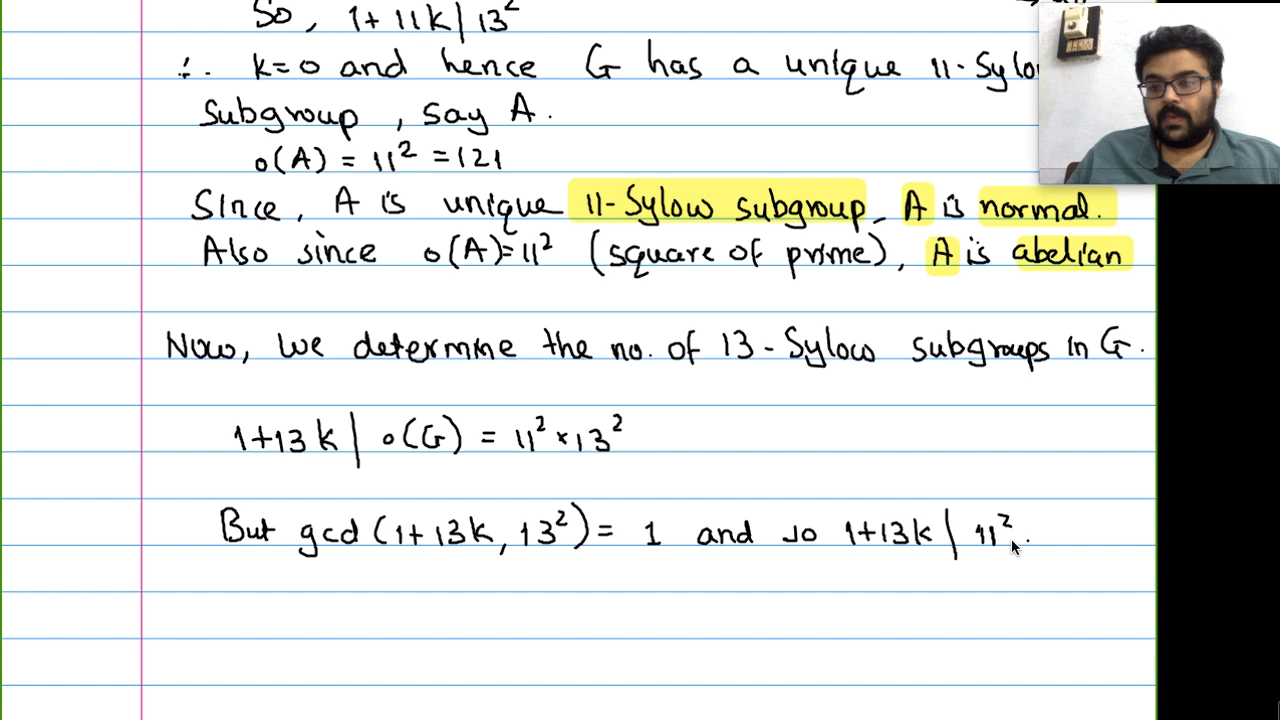 So, 1+11k | 13²
∴ k=0 and hence G has a unique 11-Sylo
Subgroup, say A.
o(A) = 11² = 121
Since, A is unique 11-Sylow subgroup, A is normal.
Also since o(A)=11² (square of prime), A is abelian
Now, we determine the no. of 13-Sylow subgroups in G.
1+13k | o(G) = 11² × 13²
But gcd(1+13k, 13²) = 1 and so 1+13k | 11².